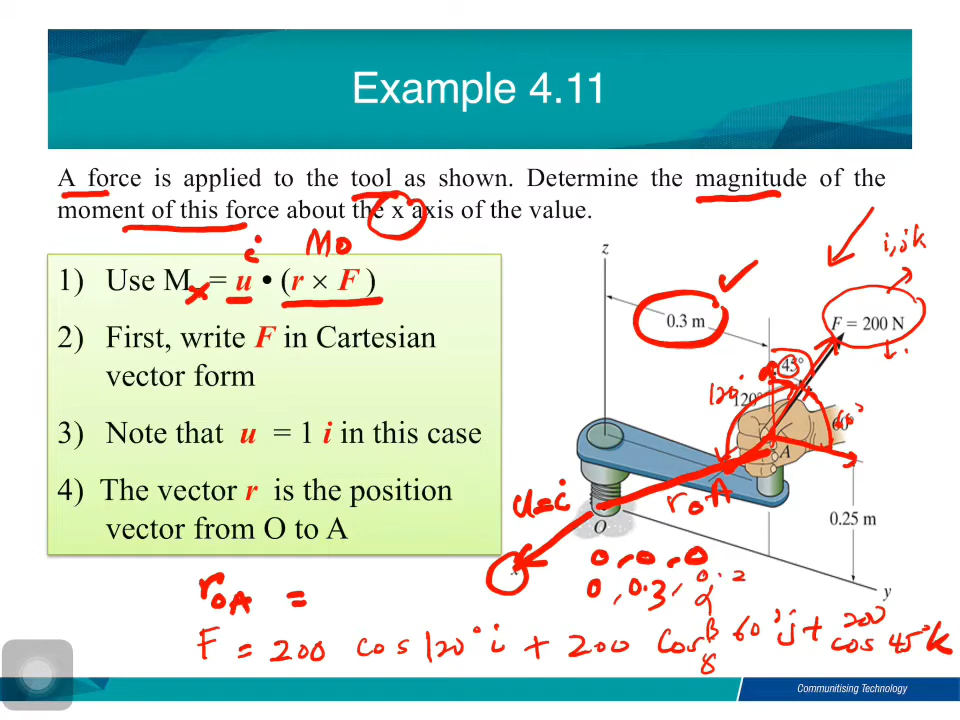 Example 4.11
A force is applied to the tool as shown. Determine the magnitude of the
moment of this force about the x axis of the value.
i Mo
1) Use M = u • (r × F )
x
2) First, write F in Cartesian
vector form
3) Note that u = 1 i in this case
4) The vector r is the position
vector from O to A
z
i, jk
0.3 m
F = 200 N
45°
120° 120°
60°
A
rOA
u=i
O
0.25 m
x
y
0, 0, 0
0, 0.3, 0.2
rOA =
α β γ
F = 200 cos 120° i + 200 cos 60° j + 200 cos 45° k
Communitising Technology